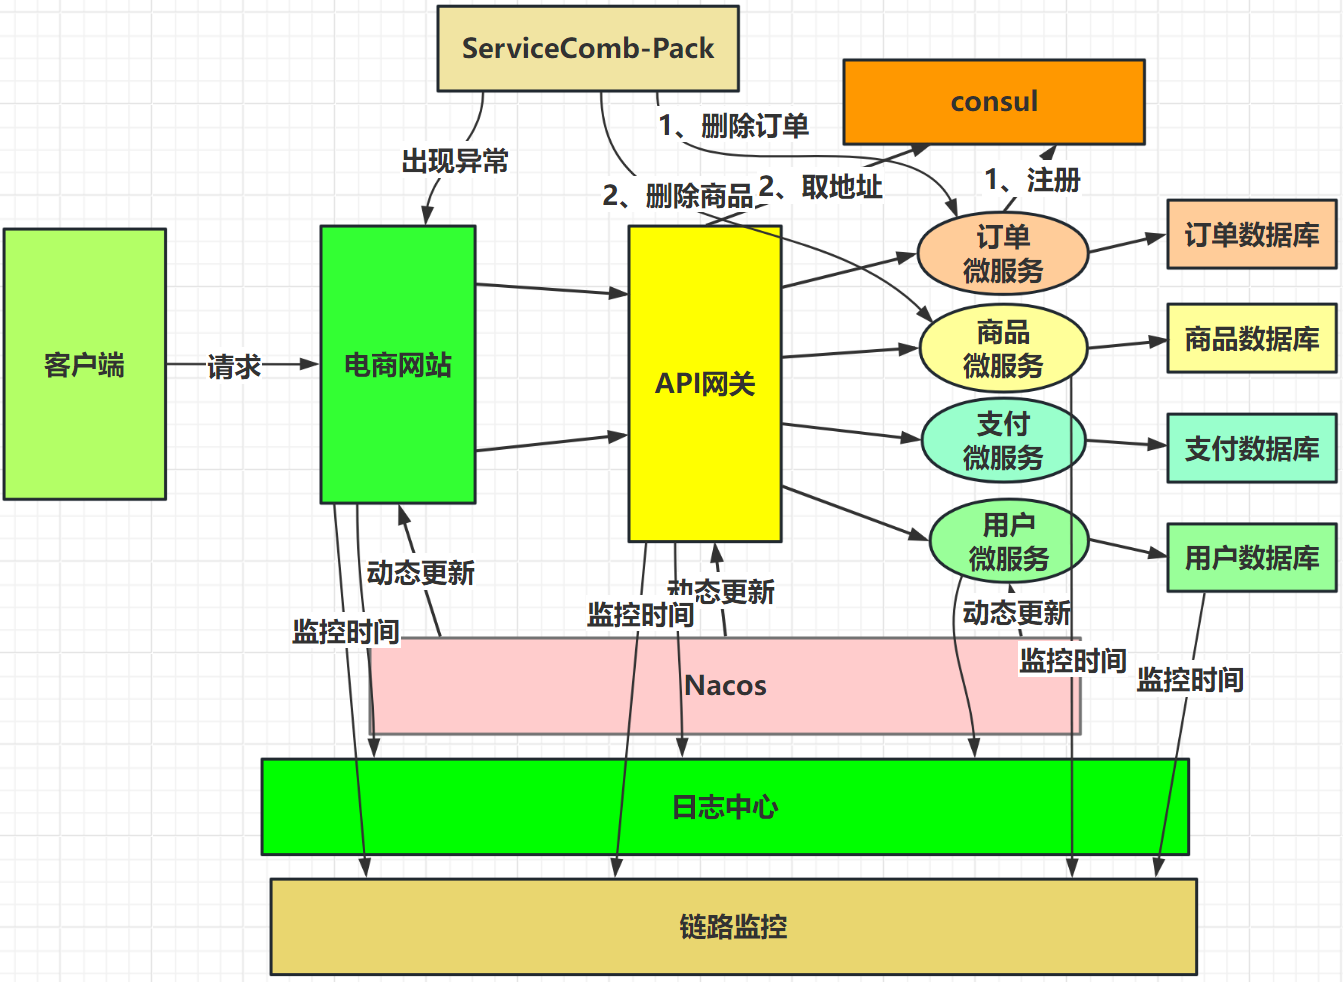 ServiceComb-Pack
consul
1、删除订单
出现异常
2、删除商品
2、取地址
1、注册
订单
微服务
订单数据库
商品
微服务
商品数据库
客户端
请求
电商网站
API网关
支付
微服务
支付数据库
用户
微服务
用户数据库
动态更新
动态更新
动态更新
监控时间
监控时间
监控时间
监控时间
Nacos
日志中心
链路监控